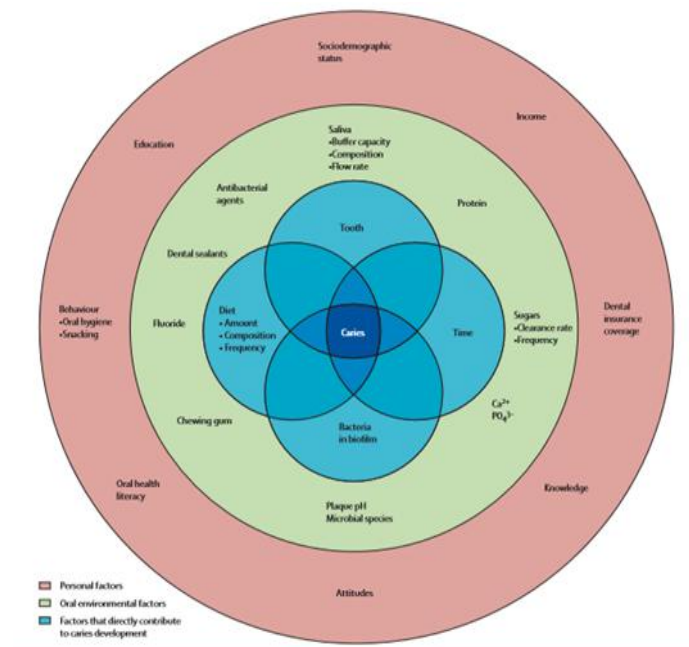 Sociodemographic
status
Income
Education
Saliva
•Buffer capacity
•Composition
•Flow rate
Antibacterial
agents
Protein
Tooth
Dental sealants
Behaviour
•Oral hygiene
•Snacking
Fluoride
Diet
• Amount
• Composition
• Frequency
Caries
Time
Sugars
•Clearance rate
•Frequency
Dental
insurance
coverage
Ca²⁺
PO₄³⁻
Chewing gum
Bacteria
in biofilm
Oral health
literacy
Knowledge
Plaque pH
Microbial species
Attitudes
Personal factors
Oral environmental factors
Factors that directly contribute
to caries development